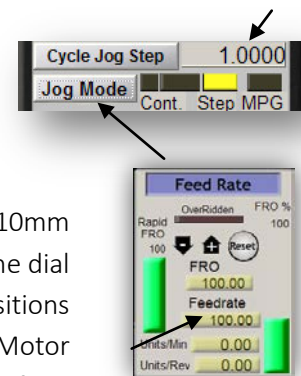 Cycle Jog Step 1.0000
Jog Mode
Cont. Step MPG
Feed Rate
OverRidden FRO %
Rapid 100
FRO
100 Reset
FRO
100.00
Feedrate
100.00
Units/Min 0.00
Units/Rev 0.00
10mm
dial
sitions
Motor